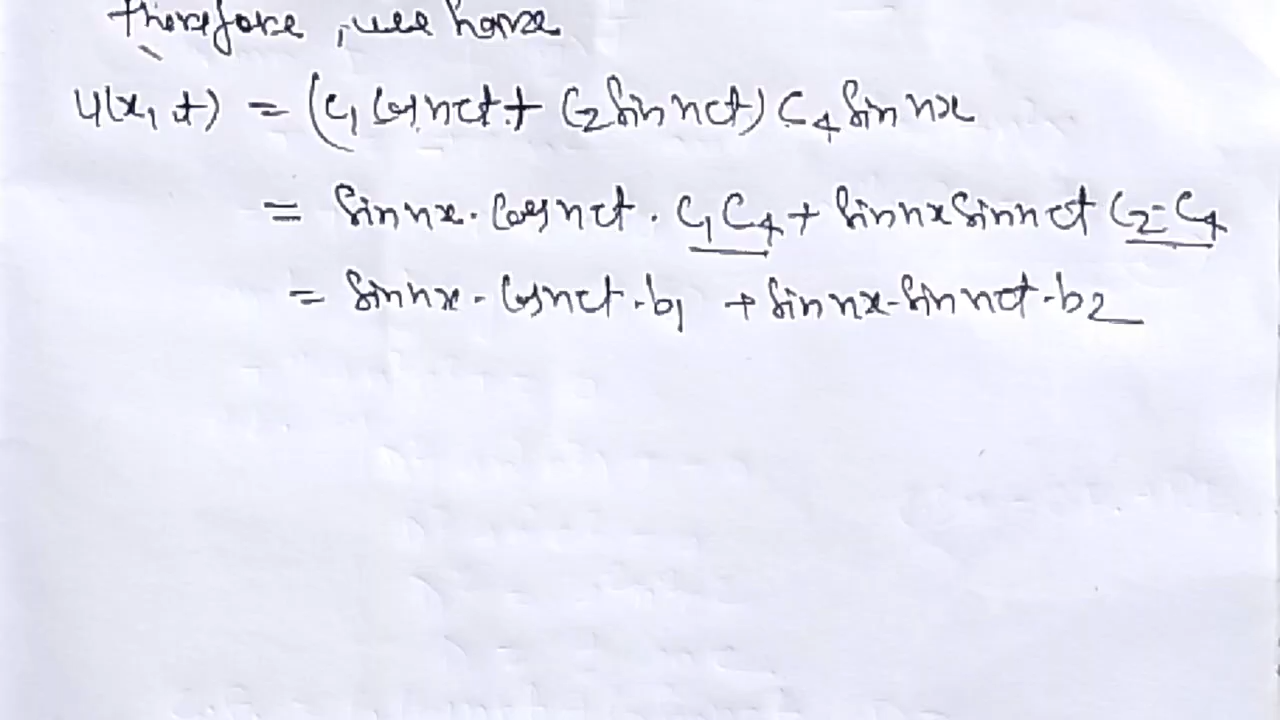 therefore, we have
u(x, t) = (c₁ cos nct + c₂ sin nct) c₄ sin nx
= sin nx · cos nct · c₁ c₄ + sin nx sin nct c₂ · c₄
= sin nx · cos nct · b₁ + sin nx · sin nct · b₂